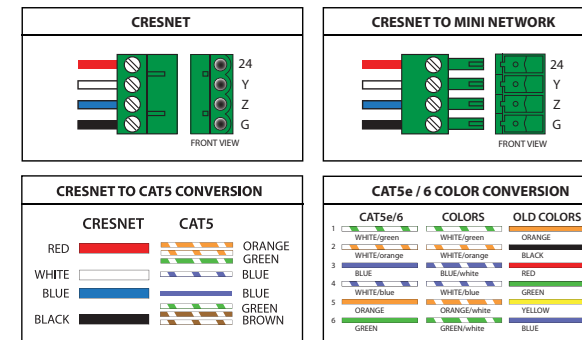 CRESNET
24
Y
Z
G
FRONT VIEW
CRESNET TO MINI NETWORK
24
Y
Z
G
FRONT VIEW
CRESNET TO CAT5 CONVERSION
CRESNET CAT5
RED ORANGE
GREEN
WHITE BLUE
BLUE BLUE
GREEN
BLACK BROWN
CAT5e / 6 COLOR CONVERSION
CAT5e/6 COLORS OLD COLORS
1 WHITE/green WHITE/green ORANGE
2 WHITE/orange WHITE/orange BLACK
3 BLUE BLUE/white RED
4 WHITE/blue WHITE/blue GREEN
5 ORANGE ORANGE/white YELLOW
6 GREEN GREEN/white BLUE